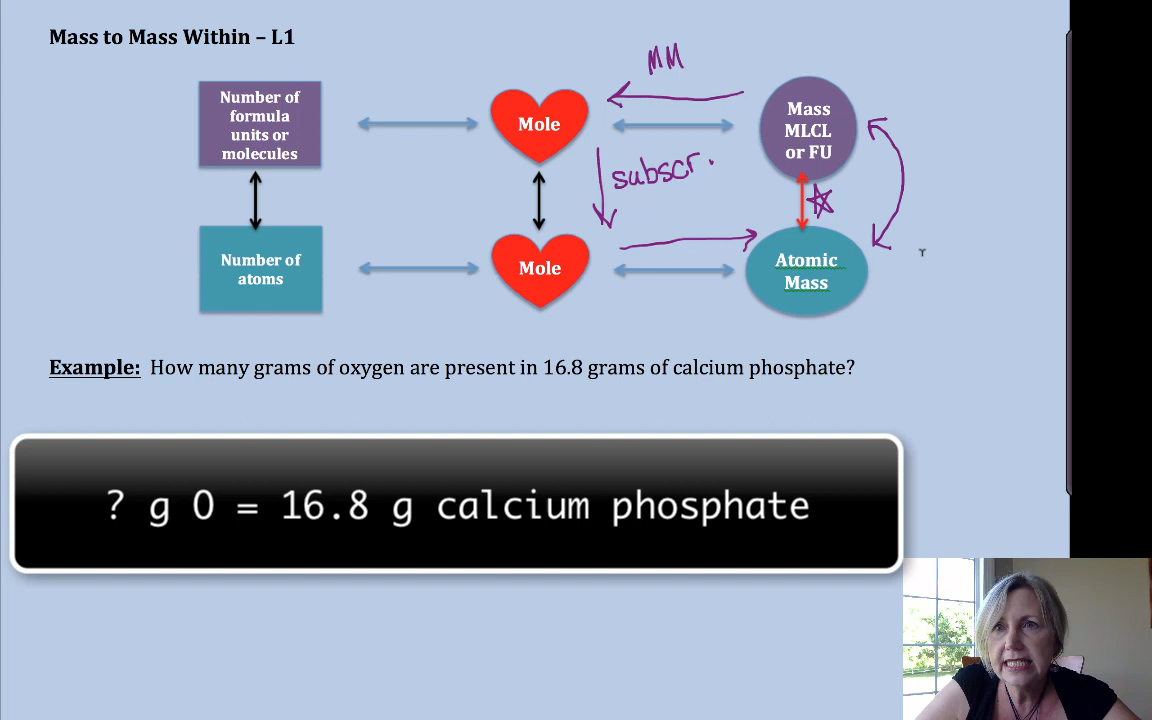 Mass to Mass Within – L1
MM
Number of
formula
units or
molecules
Mole
Mass
MLCL
or FU
subscr.
Number of
atoms
Mole
Atomic
Mass
Example: How many grams of oxygen are present in 16.8 grams of calcium phosphate?
? g O = 16.8 g calcium phosphate